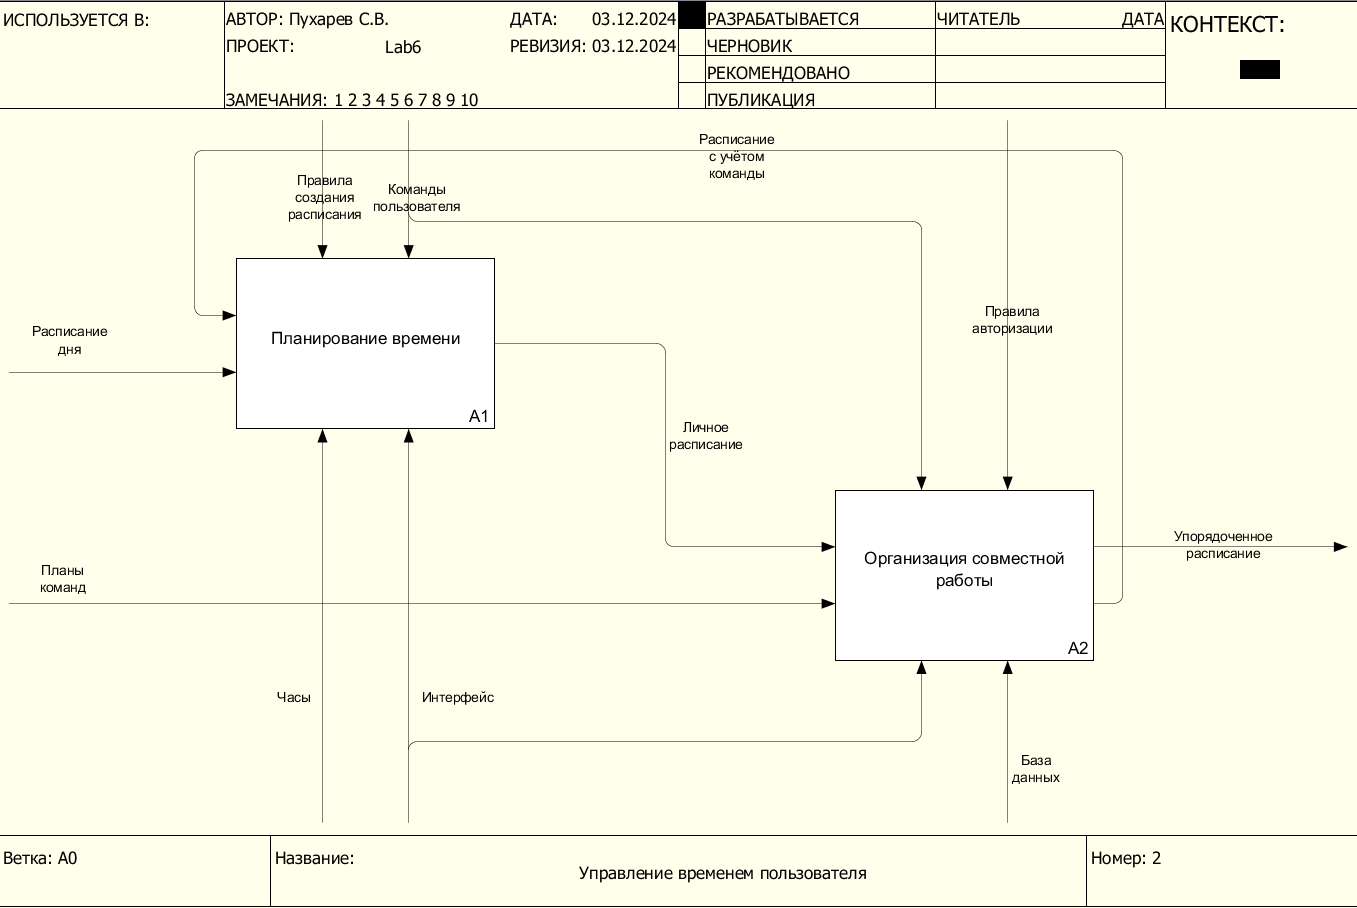 ИСПОЛЬЗУЕТСЯ В:
АВТОР: Пухарев С.В.
ДАТА: 03.12.2024
ПРОЕКТ: Lab6
РЕВИЗИЯ: 03.12.2024
ЗАМЕЧАНИЯ: 1 2 3 4 5 6 7 8 9 10
РАЗРАБАТЫВАЕТСЯ
ЧЕРНОВИК
РЕКОМЕНДОВАНО
ПУБЛИКАЦИЯ
ЧИТАТЕЛЬ ДАТА
КОНТЕКСТ:
Расписание
с учётом
команды
Правила
создания
расписания
Команды
пользователя
Расписание
дня
Планирование времени
A1
Правила
авторизации
Личное
расписание
Планы
команд
Организация совместной
работы
A2
Упорядоченное
расписание
Часы
Интерфейс
База
данных
Ветка: A0
Название:
Управление временем пользователя
Номер: 2